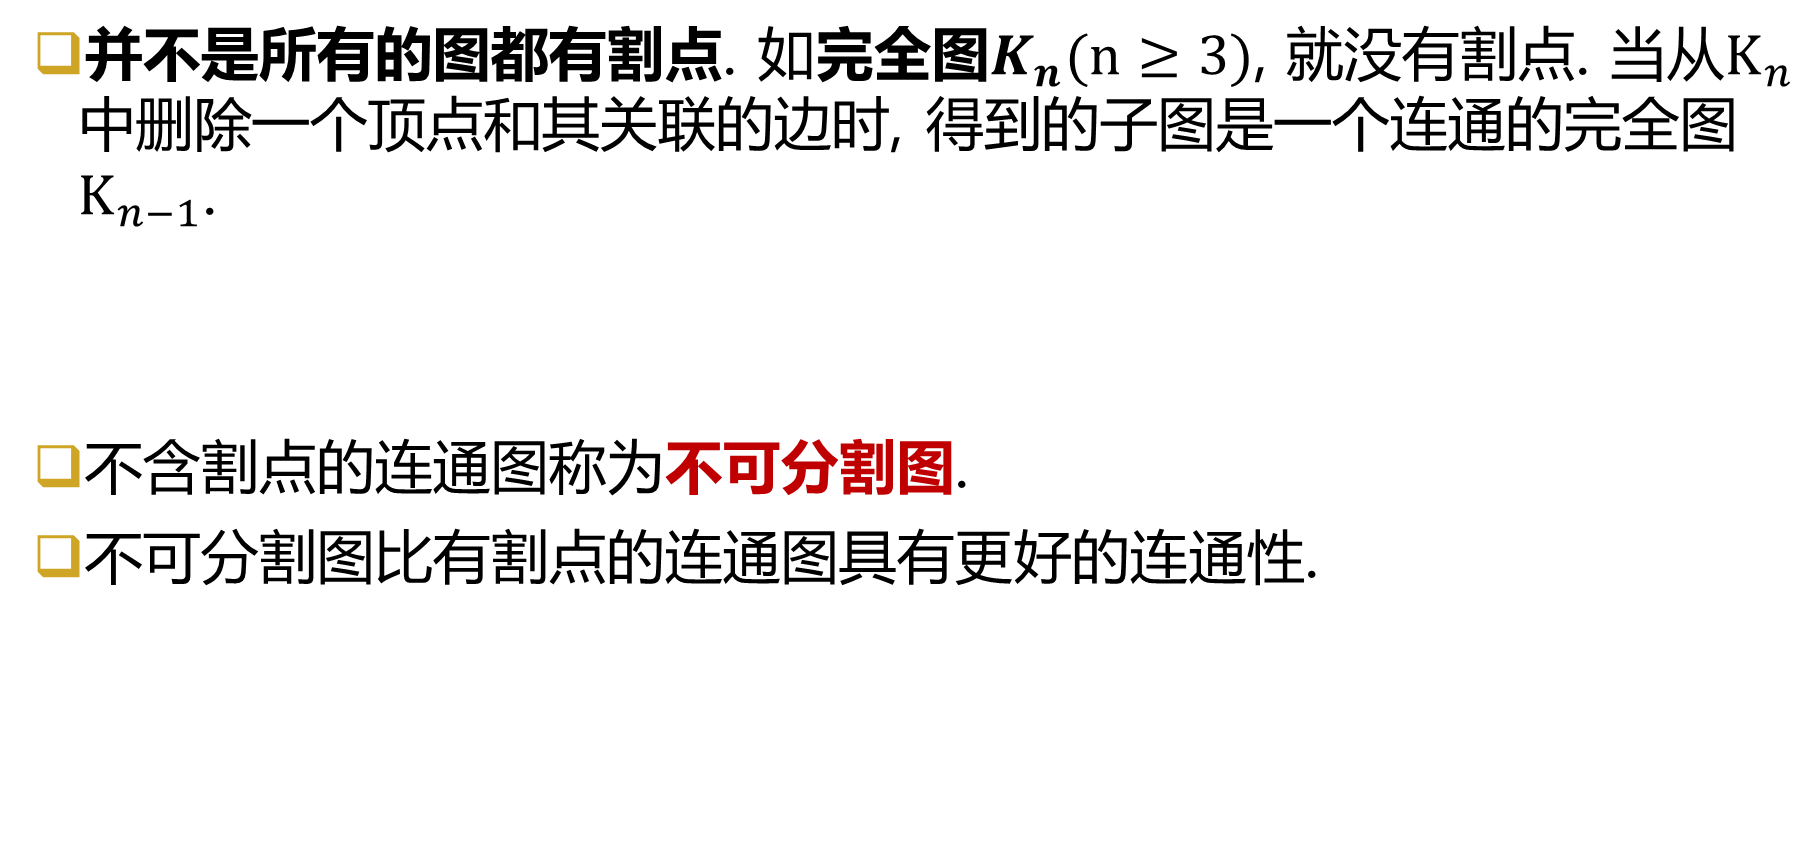 ❑并不是所有的图都有割点. 如完全图𝑲ₙ(n ≥ 3), 就没有割点. 当从Kₙ
中删除一个顶点和其关联的边时, 得到的子图是一个连通的完全图
Kₙ₋₁.
❑不含割点的连通图称为不可分割图.
❑不可分割图比有割点的连通图具有更好的连通性.